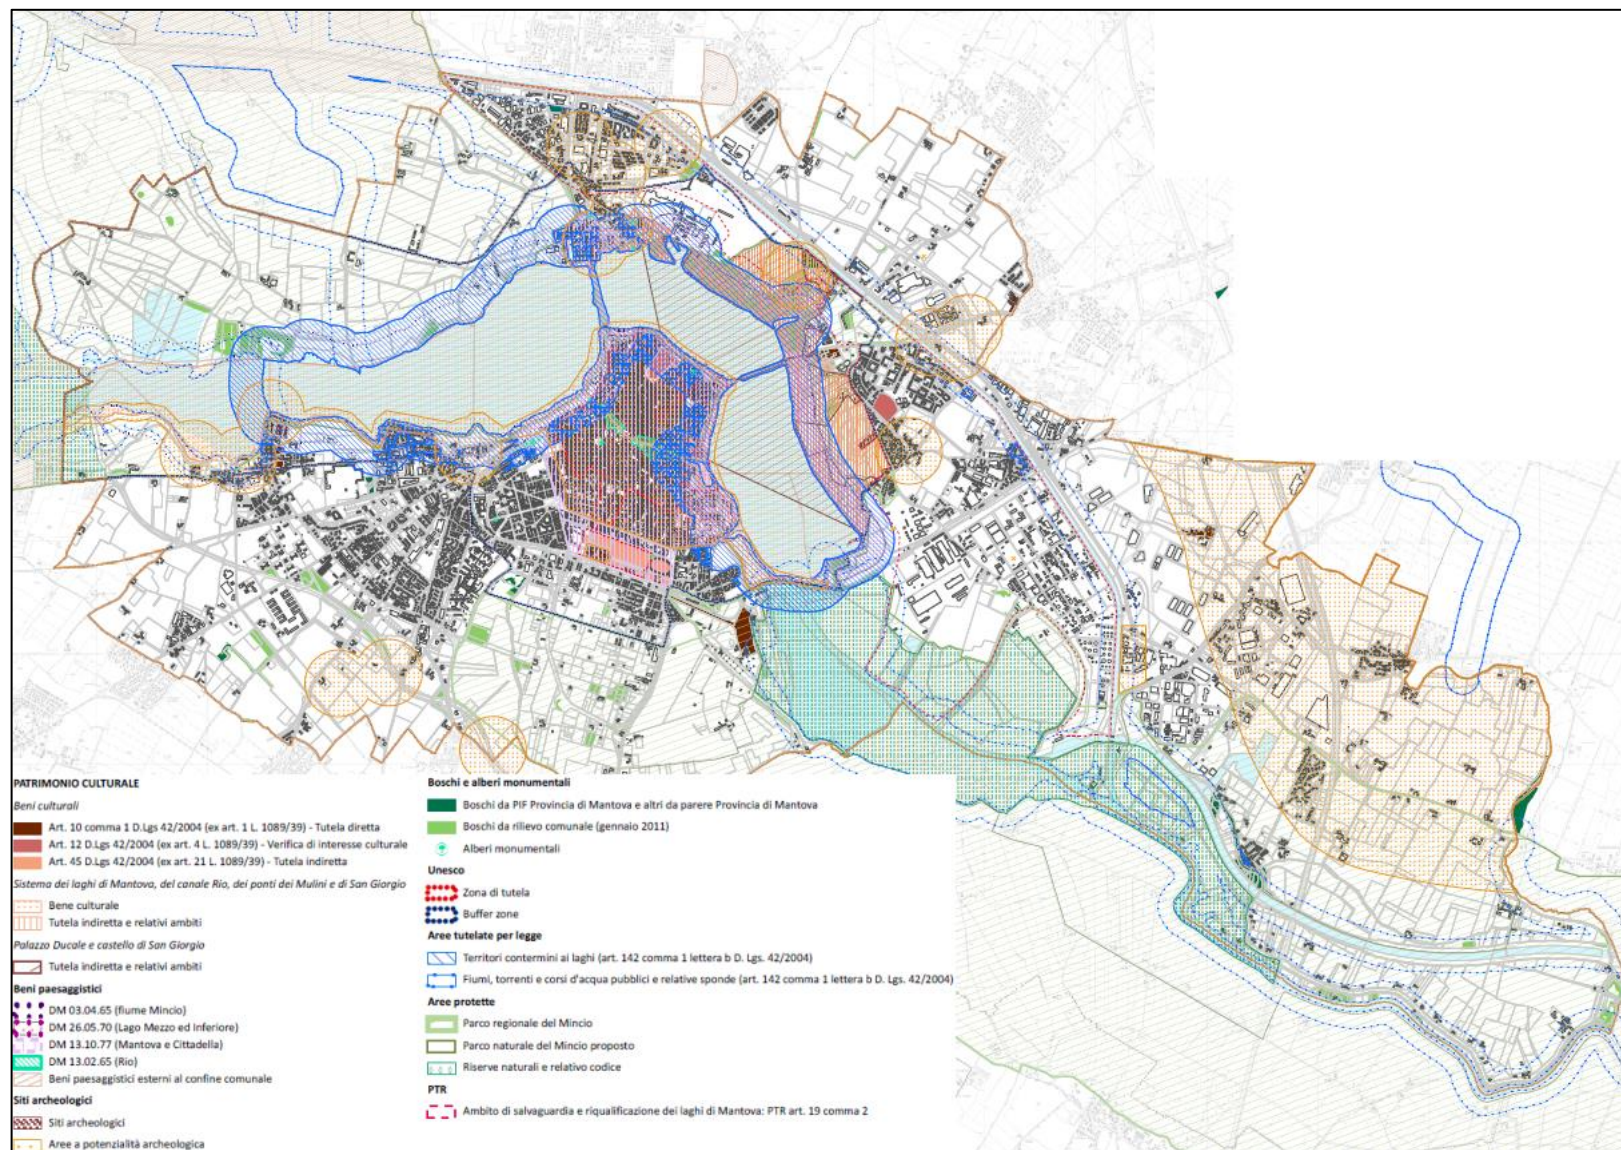 PATRIMONIO CULTURALE
Beni culturali
Art. 10 comma 1 D.Lgs 42/2004 (ex art. 1 L. 1089/39) - Tutela diretta
Art. 12 D.Lgs 42/2004 (ex art. 4 L. 1089/39) - Verifica di interesse culturale
Art. 45 D.Lgs 42/2004 (ex art. 21 L. 1089/39) - Tutela indiretta
Sistema dei laghi di Mantova, del canale Rio, dei ponti dei Mulini e di San Giorgio
Bene culturale
Tutela indiretta e relativi ambiti
Palazzo Ducale e castello di San Giorgio
Tutela indiretta e relativi ambiti
Beni paesaggistici
DM 03.04.65 (fiume Mincio)
DM 26.05.70 (Lago Mezzo ed Inferiore)
DM 13.10.77 (Mantova e Cittadella)
DM 13.02.65 (Rio)
Beni paesaggistici esterni al confine comunale
Siti archeologici
Siti archeologici
Aree a potenzialità archeologica
Boschi e alberi monumentali
Boschi da PIF Provincia di Mantova e altri da parere Provincia di Mantova
Boschi da rilievo comunale (gennaio 2011)
Alberi monumentali
Unesco
Zona di tutela
Buffer zone
Aree tutelate per legge
Territori contermini ai laghi (art. 142 comma 1 lettera b D. Lgs. 42/2004)
Fiumi, torrenti e corsi d'acqua pubblici e relative sponde (art. 142 comma 1 lettera b D. Lgs. 42/2004)
Aree protette
Parco regionale del Mincio
Parco naturale del Mincio proposto
Riserve naturali e relativo codice
PTR
Ambito di salvaguardia e riqualificazione dei laghi di Mantova: PTR art. 19 comma 2